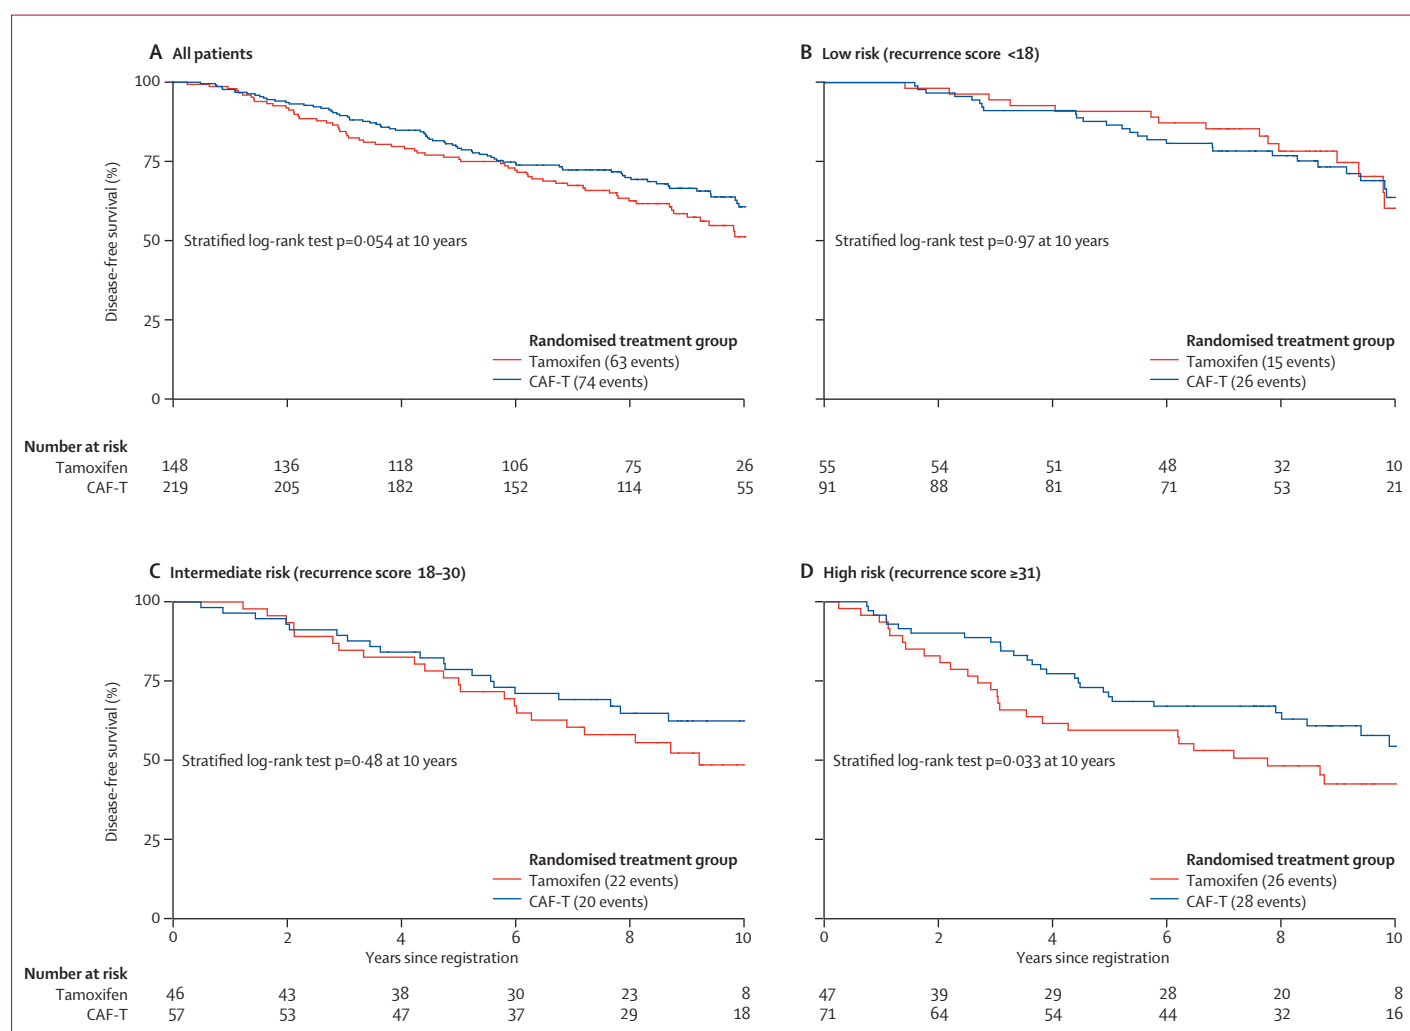 A All patients
100
75
50
25
0
Disease-free survival (%)
Stratified log-rank test p=0·054 at 10 years
Randomised treatment group
Tamoxifen (63 events)
CAF-T (74 events)
Number at risk
Tamoxifen 148 136 118 106 75 26
CAF-T 219 205 182 152 114 55
B Low risk (recurrence score <18)
Stratified log-rank test p=0·97 at 10 years
Randomised treatment group
Tamoxifen (15 events)
CAF-T (26 events)
55 54 51 48 32 10
91 88 81 71 53 21
C Intermediate risk (recurrence score 18–30)
100
75
50
25
0
Disease-free survival (%)
Stratified log-rank test p=0·48 at 10 years
Randomised treatment group
Tamoxifen (22 events)
CAF-T (20 events)
0 2 4 6 8 10
Years since registration
Number at risk
Tamoxifen 46 43 38 30 23 8
CAF-T 57 53 47 37 29 18
D High risk (recurrence score ≥31)
Stratified log-rank test p=0·033 at 10 years
Randomised treatment group
Tamoxifen (26 events)
CAF-T (28 events)
0 2 4 6 8 10
Years since registration
47 39 29 28 20 8
71 64 54 44 32 16